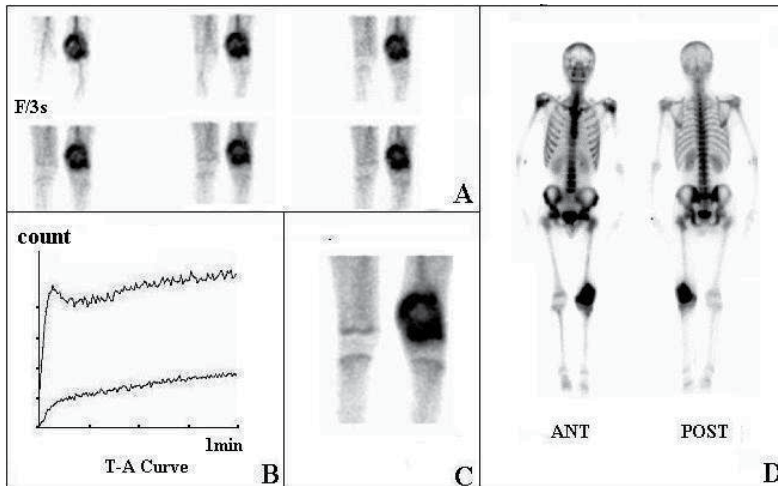 F/3s
A
count
1min
T-A Curve
B
C
ANT
POST
D